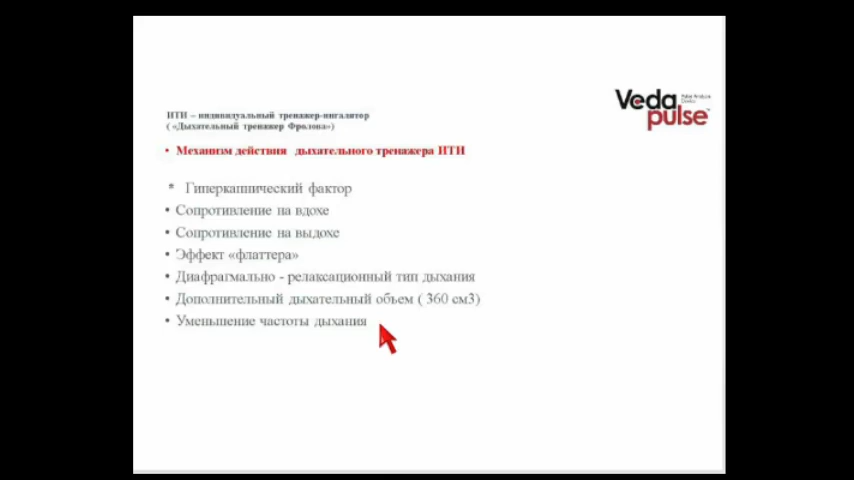 Veda
pulse
ИТИ – индивидуальный тренажер-ингалятор
( «Дыхательный тренажер Фролова»)
• Механизм действия дыхательного тренажера ИТИ
* Гиперкапнический фактор
• Сопротивление на вдохе
• Сопротивление на выдохе
• Эффект «флаттера»
• Диафрагмально - релаксационный тип дыхания
• Дополнительный дыхательный объем ( 360 см3)
• Уменьшение частоты дыхания